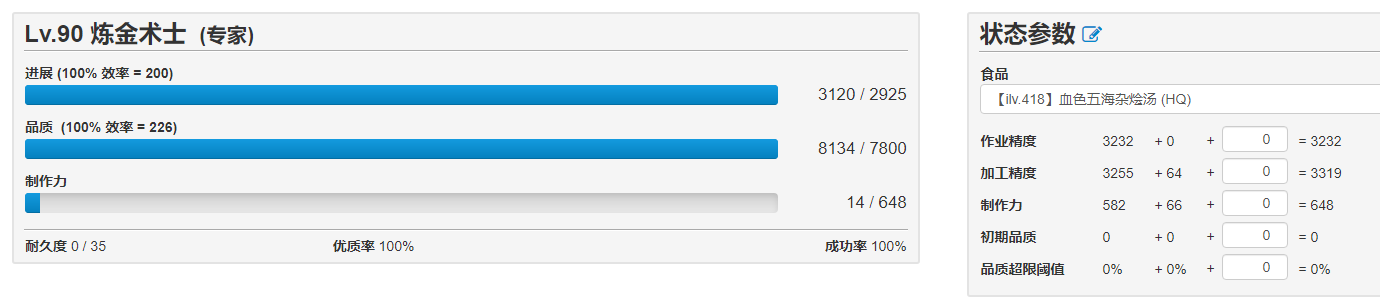 Lv.90 炼金术士 (专家)
进展 (100% 效率 = 200)
3120 / 2925
品质 (100% 效率 = 226)
8134 / 7800
制作力
14 / 648
耐久度 0 / 35 优质率 100% 成功率 100%
状态参数
食品
【ilv.418】血色五海杂烩汤 (HQ)
作业精度 3232 + 0 + 0 = 3232
加工精度 3255 + 64 + 0 = 3319
制作力 582 + 66 + 0 = 648
初期品质 0 + 0 + 0 = 0
品质超限阈值 0% + 0% + 0 = 0%